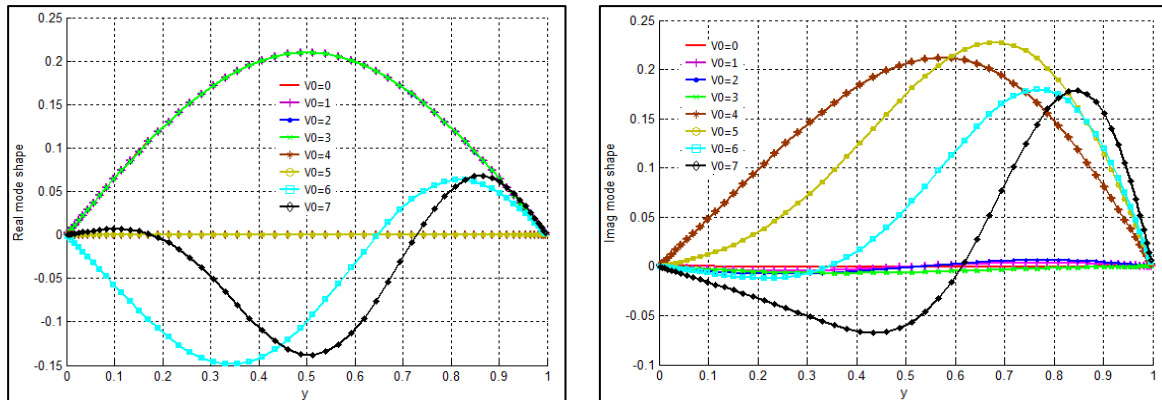 Real mode shape
0.25
0.2
0.15
0.1
0.05
0
-0.05
-0.1
-0.15
V0=0
V0=1
V0=2
V0=3
V0=4
V0=5
V0=6
V0=7
0 0.1 0.2 0.3 0.4 0.5 0.6 0.7 0.8 0.9 1
y
Imag mode shape
0.25
0.2
0.15
0.1
0.05
0
-0.05
-0.1
V0=0
V0=1
V0=2
V0=3
V0=4
V0=5
V0=6
V0=7
0 0.1 0.2 0.3 0.4 0.5 0.6 0.7 0.8 0.9 1
y